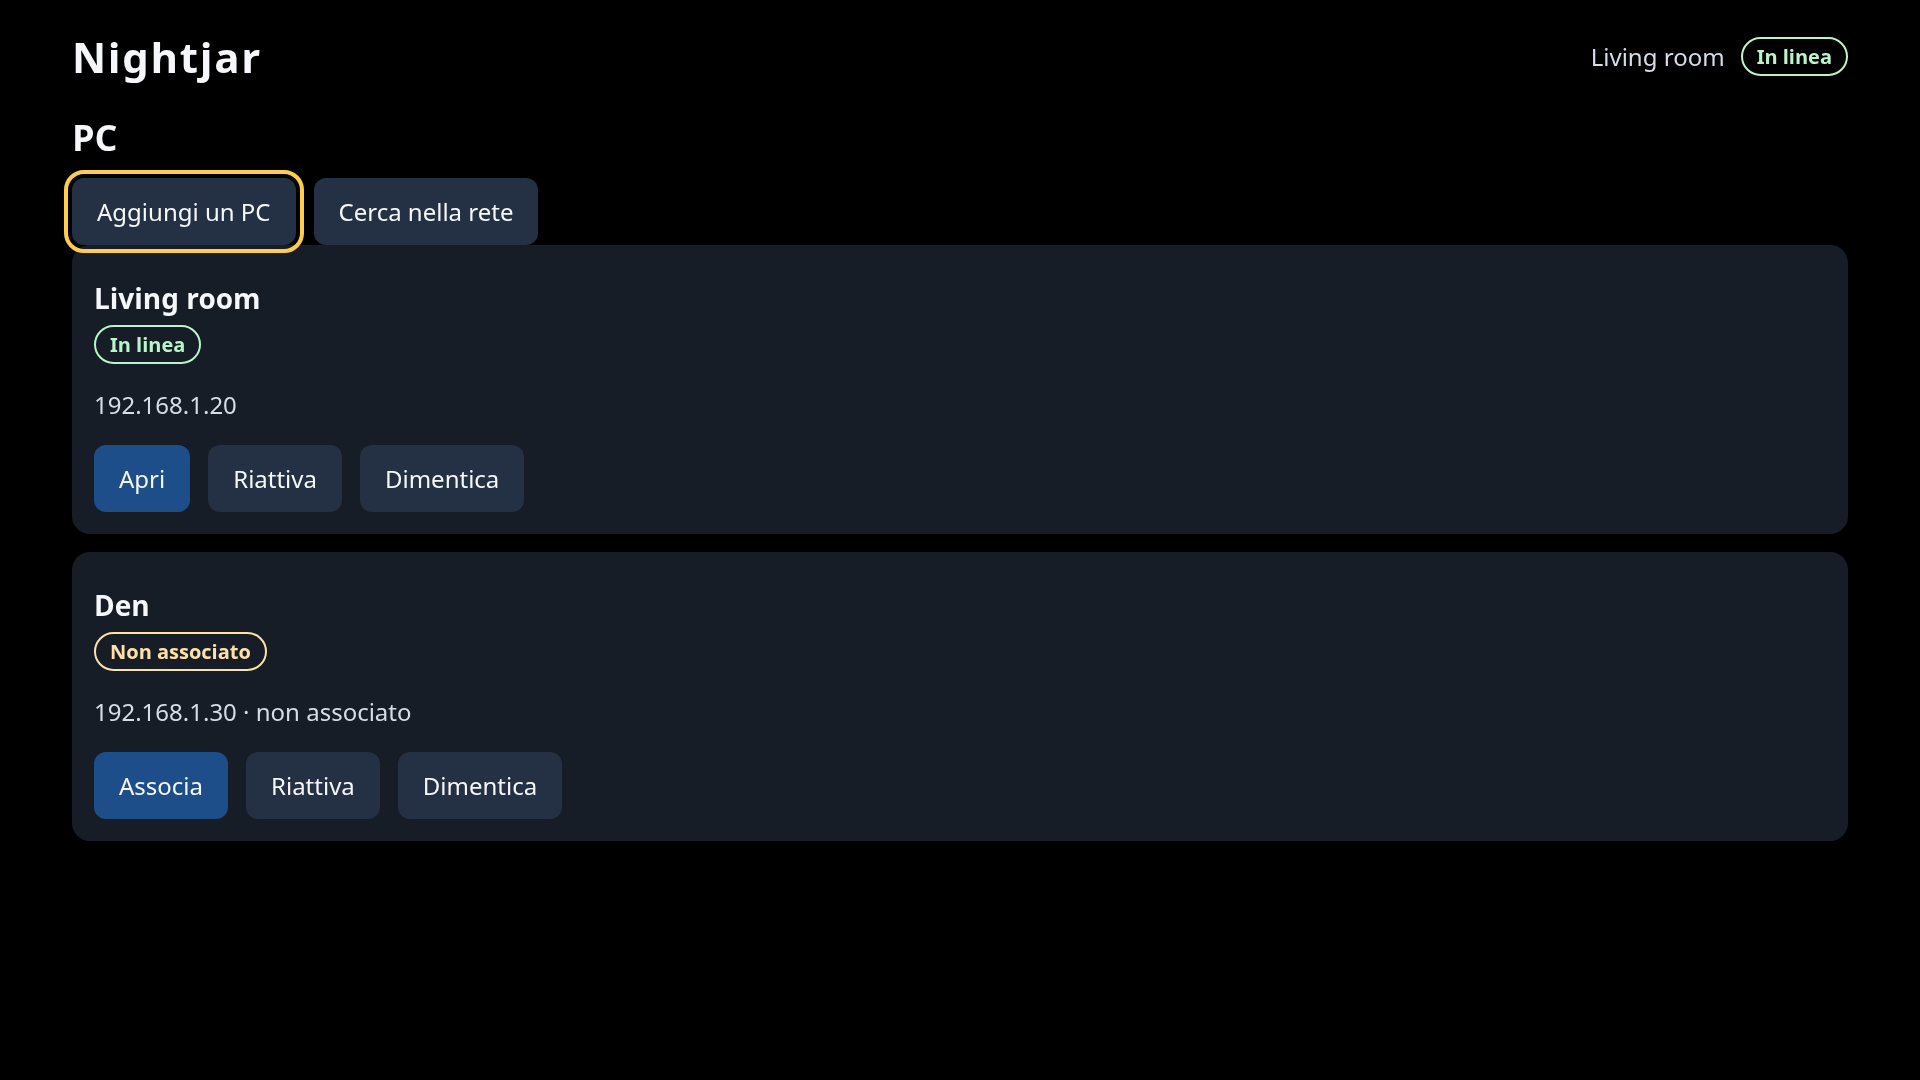 Nightjar
Living room In linea
PC
Aggiungi un PC Cerca nella rete
Living room
In linea
192.168.1.20
Apri Riattiva Dimentica
Den
Non associato
192.168.1.30 · non associato
Associa Riattiva Dimentica